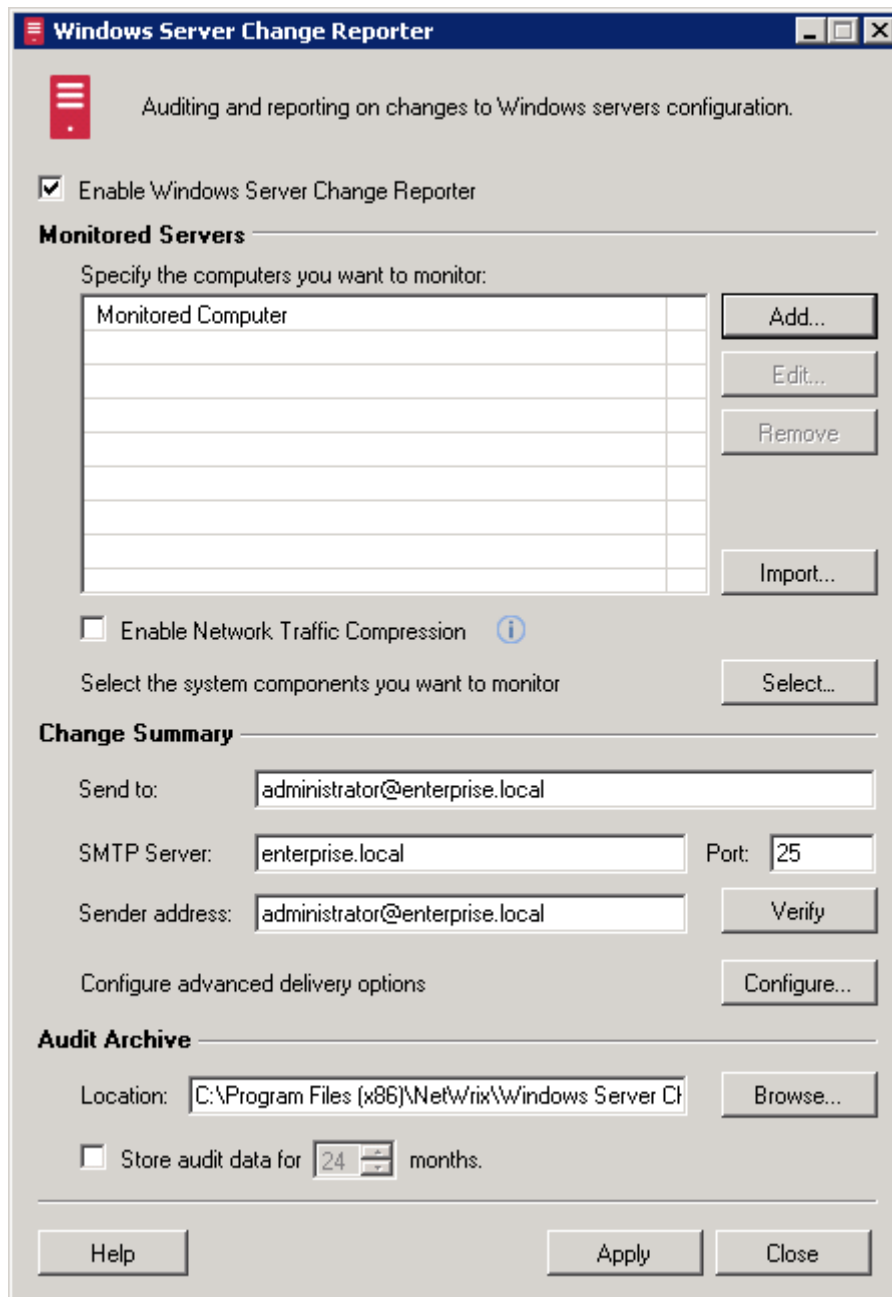 Windows Server Change Reporter
Auditing and reporting on changes to Windows servers configuration.
Enable Windows Server Change Reporter
Monitored Servers
Specify the computers you want to monitor:
Monitored Computer
Add...
Edit...
Remove
Import...
Enable Network Traffic Compression
Select the system components you want to monitor Select...
Change Summary
Send to: administrator@enterprise.local
SMTP Server: enterprise.local Port: 25
Sender address: administrator@enterprise.local Verify
Configure advanced delivery options Configure...
Audit Archive
Location: C:\Program Files (x86)\NetWrix\Windows Server Ch Browse...
Store audit data for 24 months.
Help Apply Close